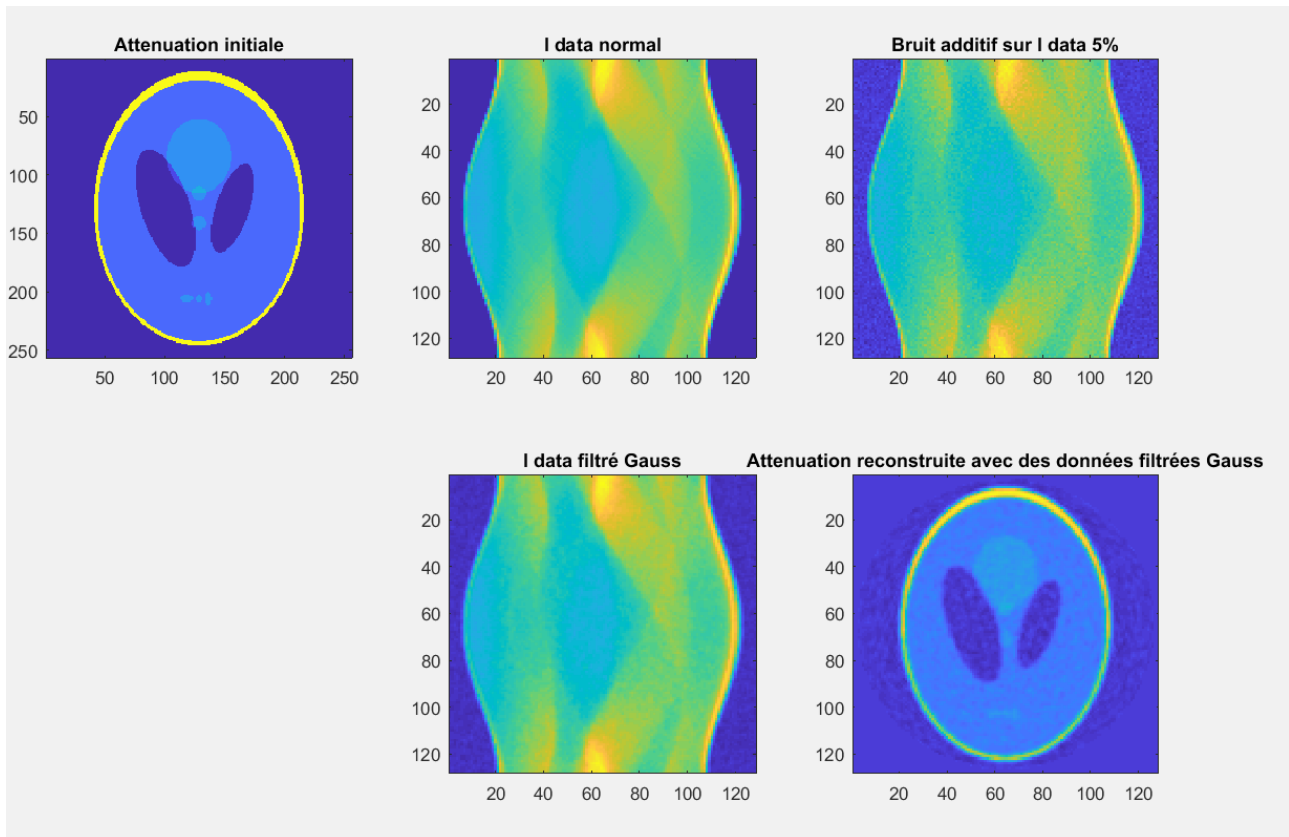 Attenuation initiale
I data normal
Bruit additif sur I data 5%
50
100
150
200
250
50 100 150 200 250
20
40
60
80
100
120
20 40 60 80 100 120
20
40
60
80
100
120
20 40 60 80 100 120
I data filtré Gauss
Attenuation reconstruite avec des données filtrées Gauss
20
40
60
80
100
120
20 40 60 80 100 120
20
40
60
80
100
120
20 40 60 80 100 120